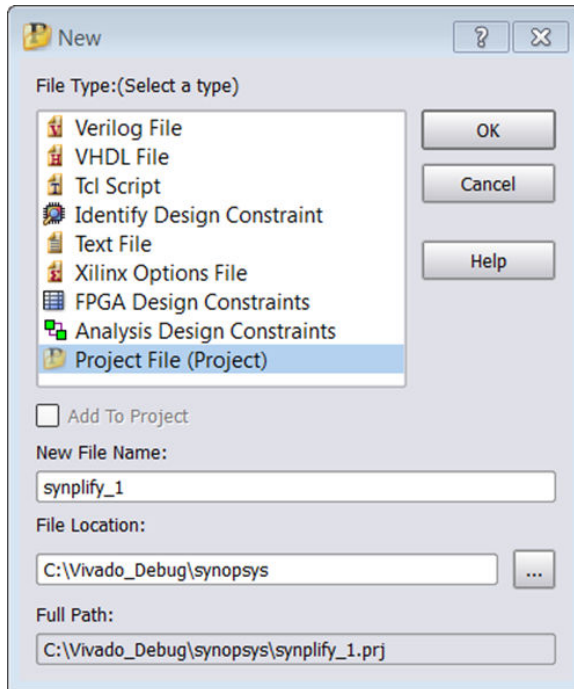 New
File Type:(Select a type)
Verilog File
VHDL File
Tcl Script
Identify Design Constraint
Text File
Xilinx Options File
FPGA Design Constraints
Analysis Design Constraints
Project File (Project)
OK
Cancel
Help
Add To Project
New File Name:
synplify_1
File Location:
C:\Vivado_Debug\synopsys
...
Full Path:
C:\Vivado_Debug\synopsys\synplify_1.prj